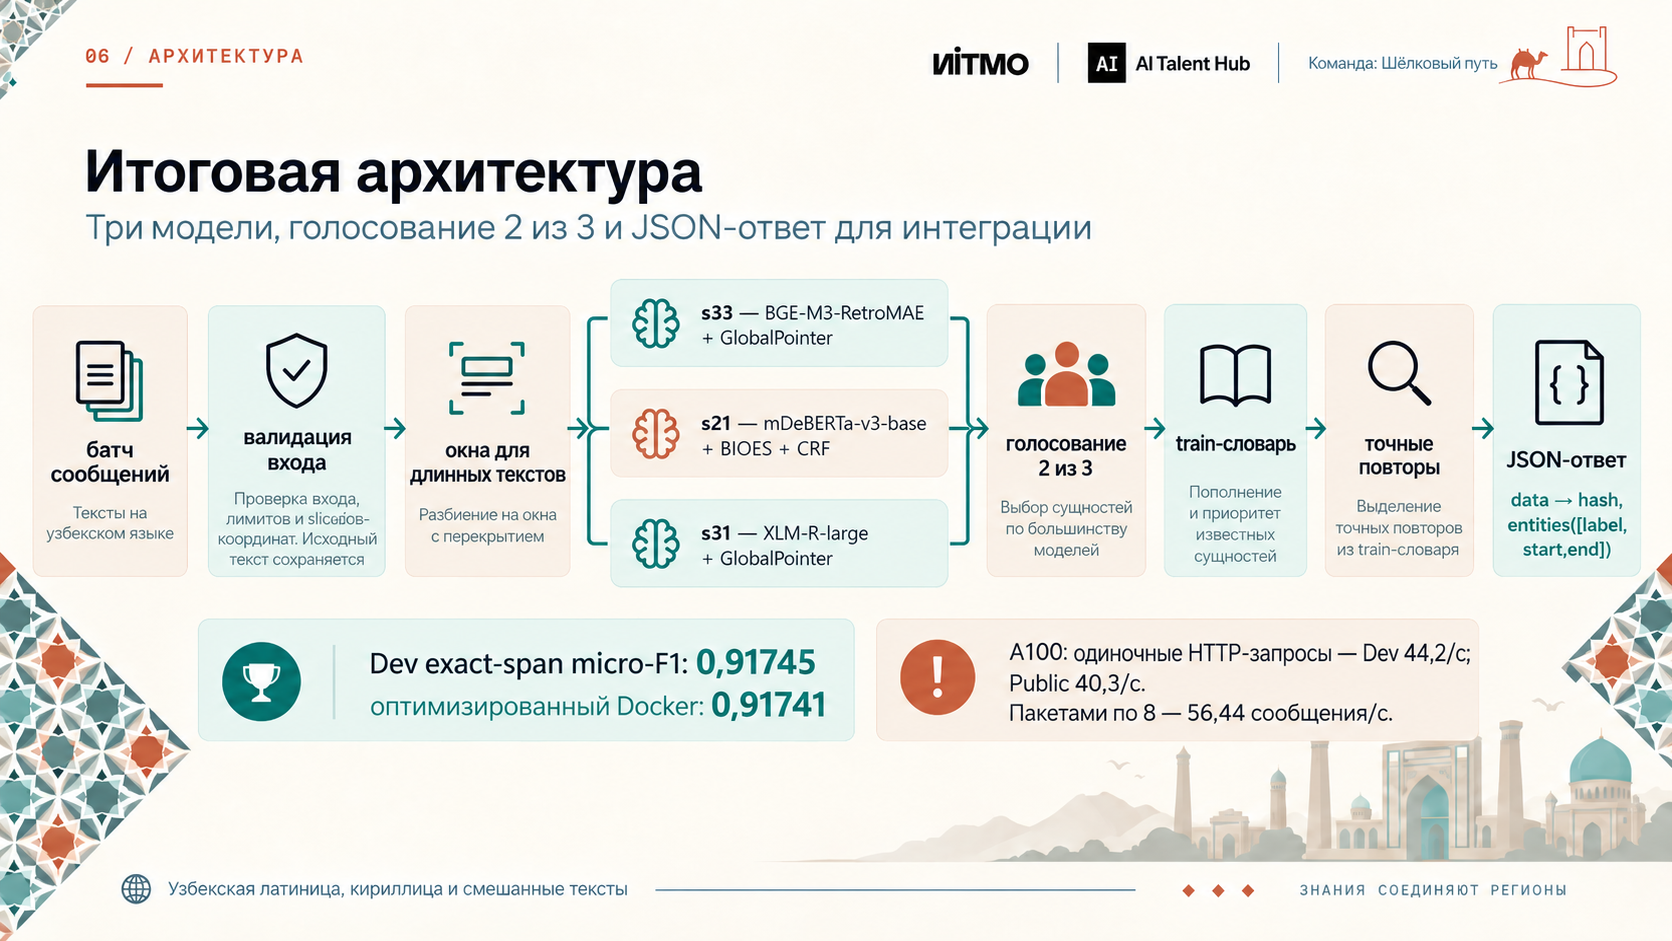 06 / АРХИТЕКТУРА
ИТМО
AI
AI Talent Hub
Команда: Шёлковый путь
Итоговая архитектура
Три модели, голосование 2 из 3 и JSON-ответ для интеграции
батч
сообщений
Тексты на
узбекском языке
валидация
входа
Проверка входа,
лимитов и
координат. Исходный
текст сохраняется
окна для
длинных текстов
Разбиение на окна
с перекрытием
s33 — BGE-M3-RetroMAE
+ GlobalPointer
s21 — mDeBERTa-v3-base
+ BIOES + CRF
s31 — XLM-R-large
+ GlobalPointer
голосование
2 из 3
Выбор сущностей
по большинству
моделей
train-словарь
Пополнение
и приоритет
известных
сущностей
точные
повторы
Выделение
точных повторов
из train-словаря
{ }
JSON-ответ
data → hash,
entities([label,
start,end])
Dev exact-span micro-F1: 0,91745
оптимизированный Docker: 0,91741
!
A100: одиночные HTTP-запросы — Dev 44,2/с;
Public 40,3/с.
Пакетами по 8 — 56,44 сообщения/с.
Узбекская латиница, кириллица и смешанные тексты
ЗНАНИЯ СОЕДИНЯЮТ РЕГИОНЫ